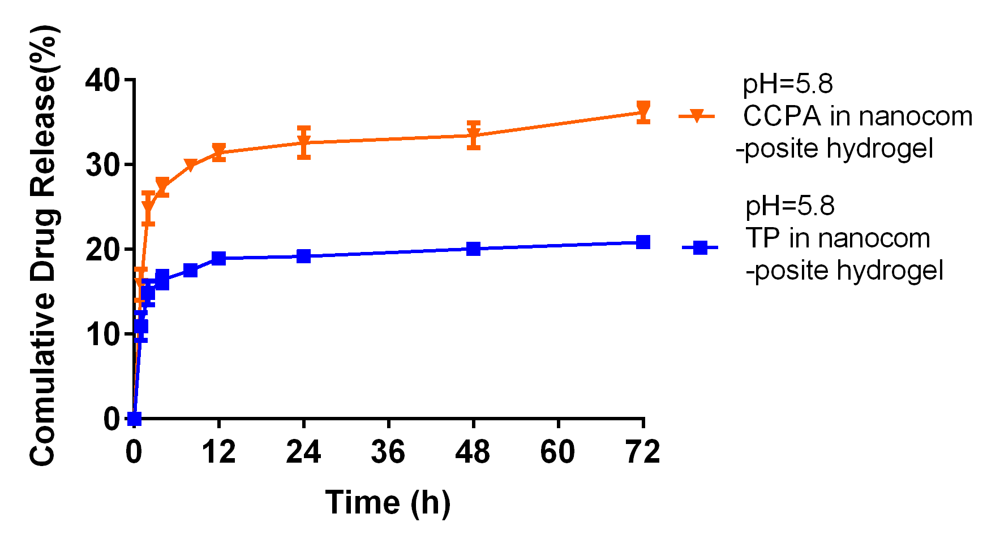 Comulative Drug Release(%)
40
30
20
10
0
0 12 24 36 48 60 72
Time (h)
pH=5.8
CCPA in nanocom
-posite hydrogel
pH=5.8
TP in nanocom
-posite hydrogel